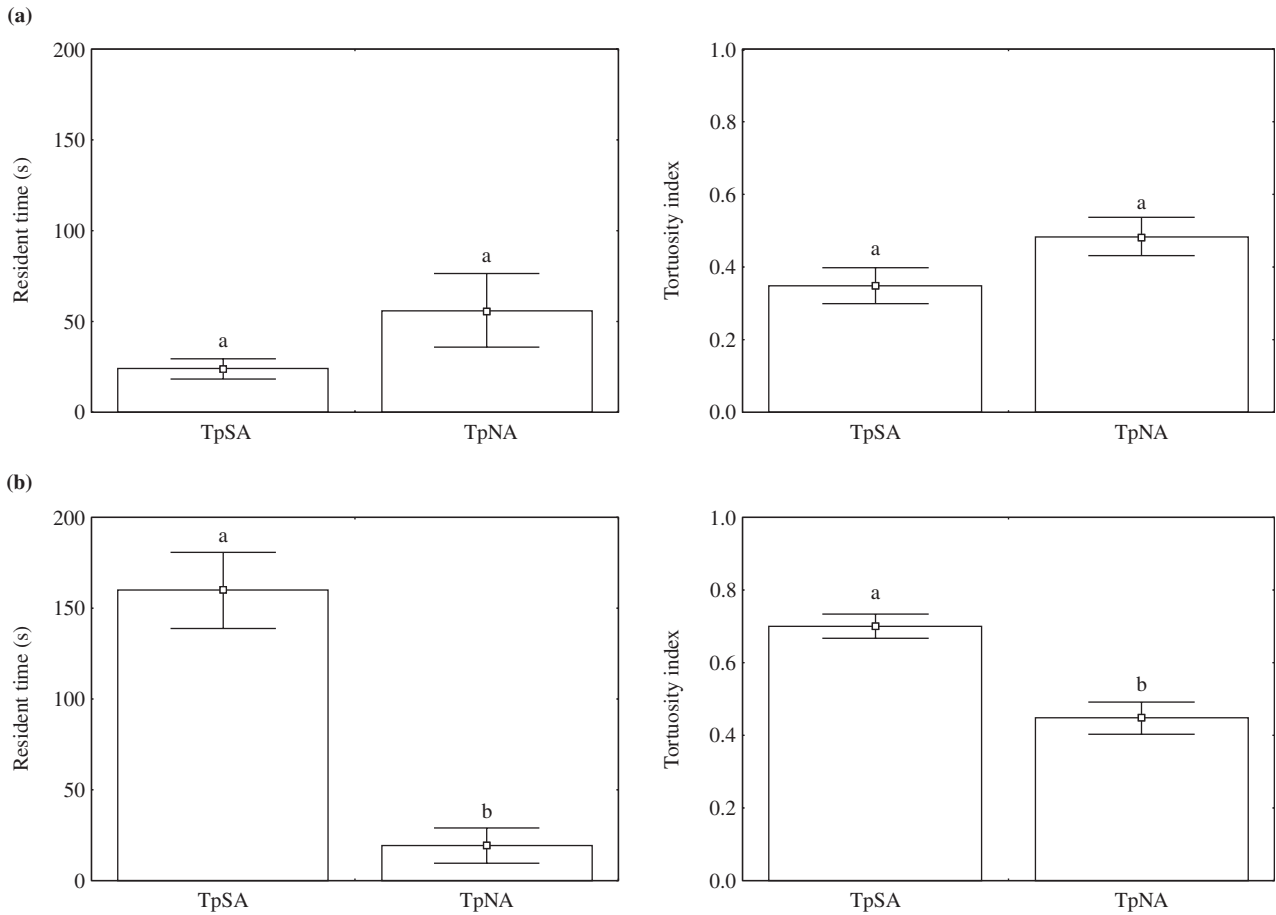 (a)
Resident time (s)
200
150
100
50
0
a
a
TpSA
TpNA
Tortuosity index
1.0
0.8
0.6
0.4
0.2
0.0
a
a
TpSA
TpNA
(b)
Resident time (s)
200
150
100
50
0
a
b
TpSA
TpNA
Tortuosity index
1.0
0.8
0.6
0.4
0.2
0.0
a
b
TpSA
TpNA